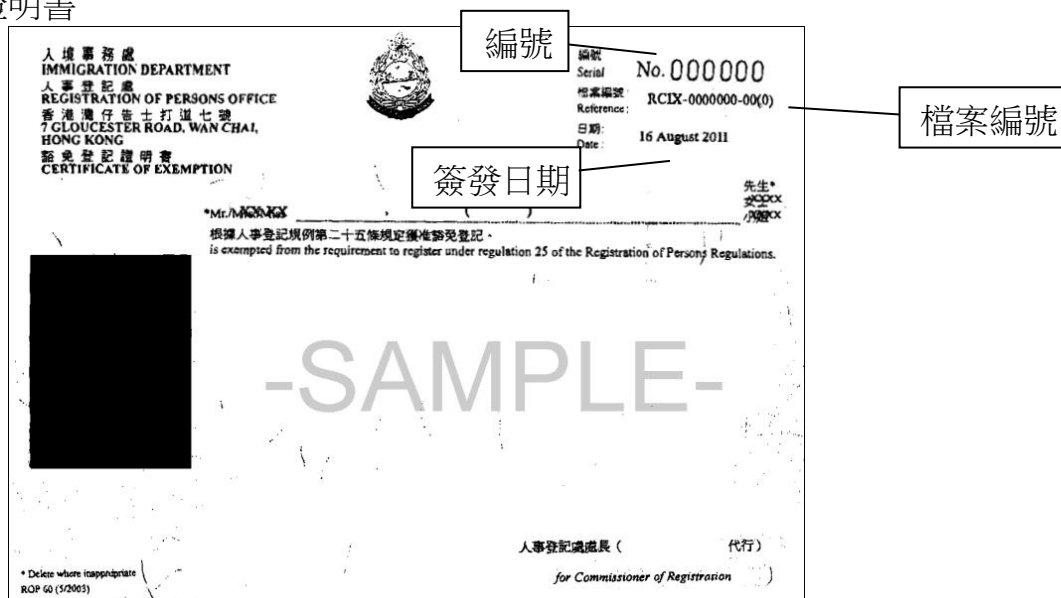 證明書
編號
檔案編號
簽發日期
入境事務處
IMMIGRATION DEPARTMENT
人事登記處
REGISTRATION OF PERSONS OFFICE
香港灣仔告士打道七號
7 GLOUCESTER ROAD, WAN CHAI,
HONG KONG
豁免登記證明書
CERTIFICATE OF EXEMPTION
編號
Serial No. 000000
檔案編號
Reference: RCIX-0000000-00(0)
日期:
Date: 16 August 2011
先生*
*Mr./ , ( )
根據人事登記規例第二十五條規定獲准豁免登記。
is exempted from the requirement to register under regulation 25 of the Registration of Persons Regulations.
-SAMPLE-
人事登記處處長 ( 代行)
for Commissioner of Registration )
* Delete where inappropriate
ROP 60 (5/2003)